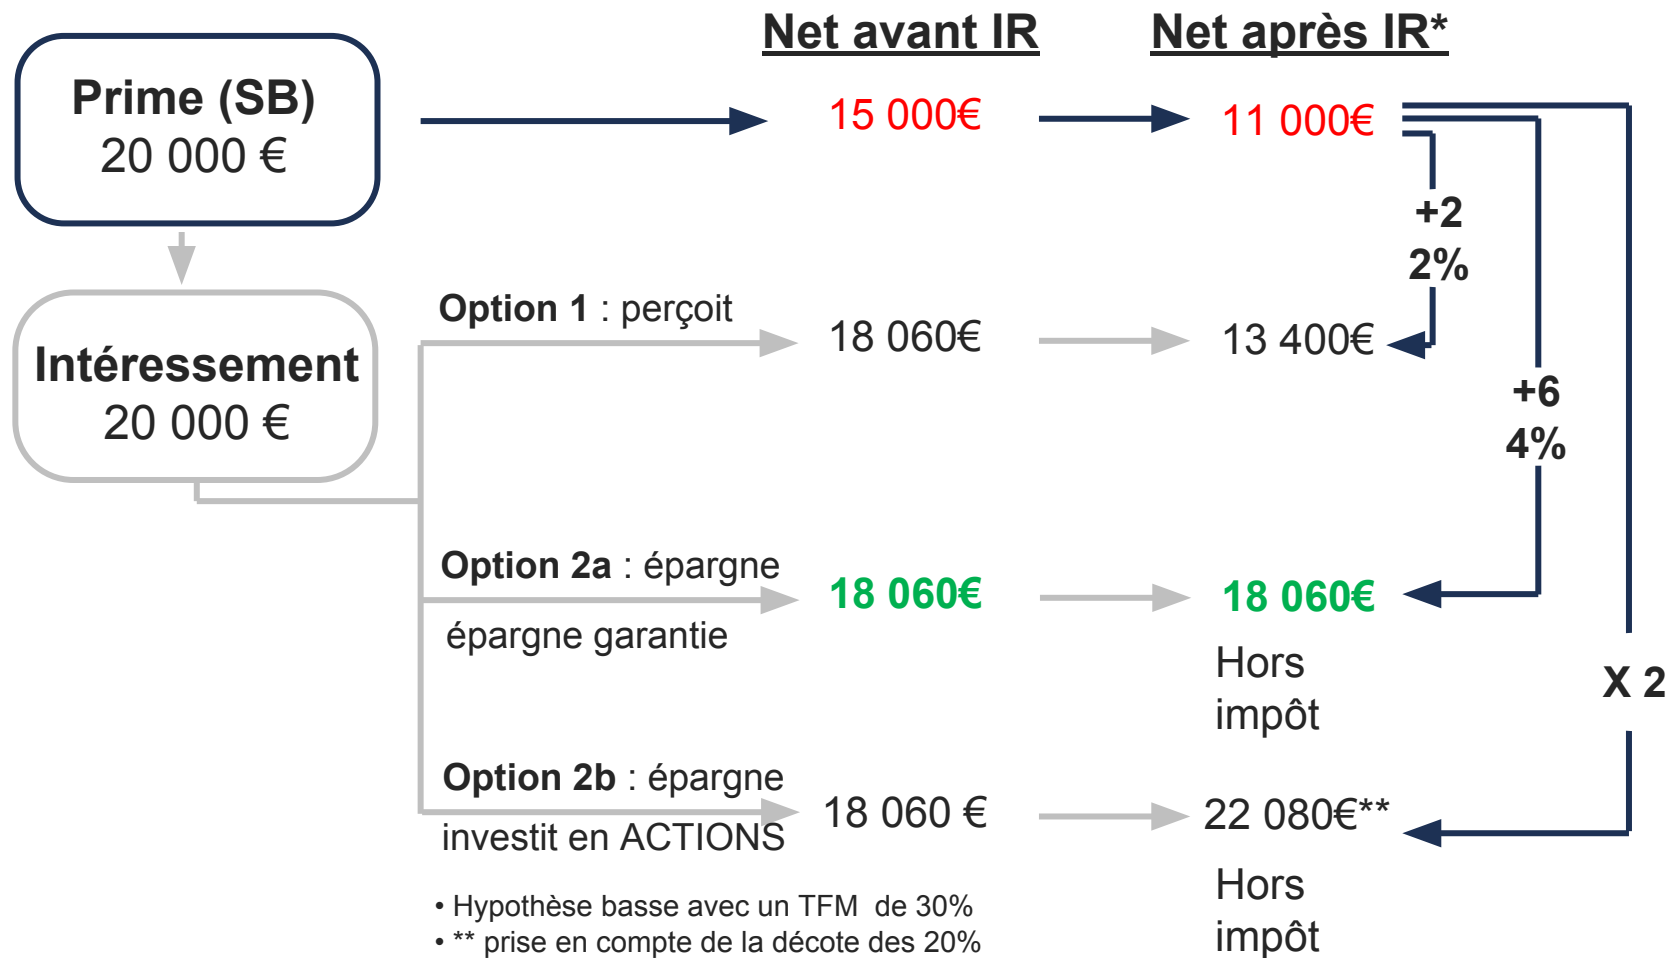 Net avant IR
Net après IR*
Prime (SB)
20 000 €
15 000€
11 000€
+2
2%
Intéressement
20 000 €
Option 1 : perçoit
18 060€
13 400€
+6
4%
Option 2a : épargne
épargne garantie
18 060€
18 060€
Hors
impôt
X 2
Option 2b : épargne
investit en ACTIONS
18 060 €
22 080€**
Hors
impôt
• Hypothèse basse avec un TFM de 30%
• ** prise en compte de la décote des 20%